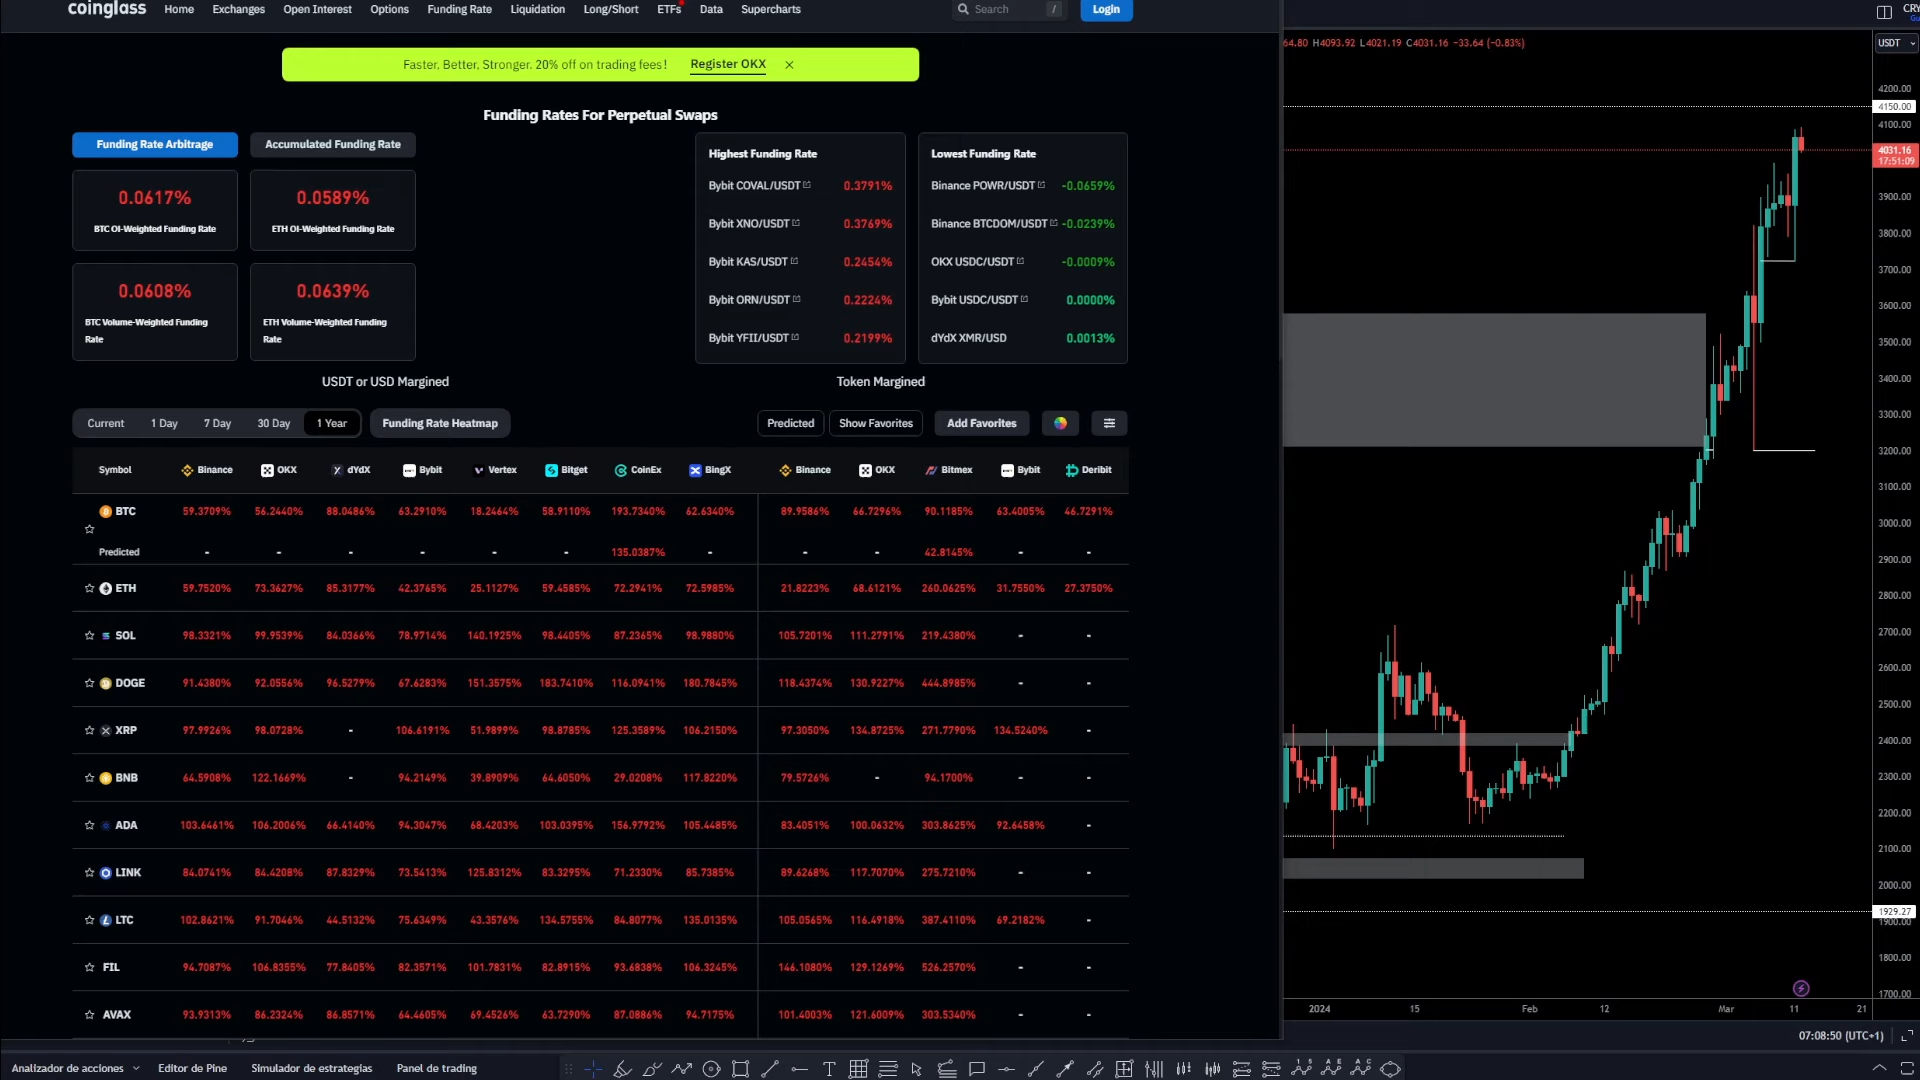 coinglass Home Exchanges Open Interest Options Funding Rate Liquidation Long/Short ETFs Data Supercharts Search / Login
Faster, Better, Stronger. 20% off on trading fees! Register OKX ×
Funding Rates For Perpetual Swaps
Funding Rate Arbitrage Accumulated Funding Rate
0.0617%
BTC OI-Weighted Funding Rate
0.0589%
ETH OI-Weighted Funding Rate
0.0608%
BTC Volume-Weighted Funding
Rate
0.0639%
ETH Volume-Weighted Funding
Rate
Highest Funding Rate
Bybit COVAL/USDT 0.3791%
Bybit XNO/USDT 0.3769%
Bybit KAS/USDT 0.2454%
Bybit ORN/USDT 0.2224%
Bybit YFII/USDT 0.2199%
Lowest Funding Rate
Binance POWR/USDT -0.0659%
Binance BTCDOM/USDT -0.0239%
OKX USDC/USDT -0.0009%
Bybit USDC/USDT 0.0000%
dYdX XMR/USD 0.0013%
USDT or USD Margined Token Margined
Current 1 Day 7 Day 30 Day 1 Year Funding Rate Heatmap Predicted Show Favorites Add Favorites
Symbol Binance OKX dYdX Bybit Vertex Bitget CoinEx BingX Binance OKX Bitmex Bybit Deribit
BTC 59.3709% 56.2440% 88.0486% 63.2910% 18.2464% 58.9110% 193.7340% 62.6340% 89.9586% 66.7296% 90.1185% 63.4005% 46.7291%
Predicted - - - - - - 135.0387% - - - 42.8145% - -
ETH 59.7520% 73.3627% 85.3177% 42.3765% 25.1127% 59.4585% 72.2941% 72.5985% 21.8223% 68.6121% 260.0625% 31.7550% 27.3750%
SOL 98.3321% 99.9539% 84.0366% 78.9714% 140.1925% 98.4405% 87.2365% 98.9880% 105.7201% 111.2791% 219.4380% - -
DOGE 91.4380% 92.0556% 96.5279% 67.6283% 151.3575% 183.7410% 116.0941% 180.7845% 118.4374% 130.9227% 444.8985% - -
XRP 97.9926% 98.0728% - 106.6191% 51.9899% 98.8785% 125.3589% 106.2150% 97.3050% 134.8725% 271.7790% 134.5240% -
BNB 64.5908% 122.1669% - 94.2149% 39.8909% 64.6050% 29.0208% 117.8220% 79.5726% - 94.1700% - -
ADA 103.6461% 106.2006% 66.4140% 94.3047% 68.4203% 103.0395% 156.9792% 105.4485% 83.4051% 100.0632% 303.8625% 92.6458% -
LINK 84.0741% 84.4208% 87.8329% 73.5413% 125.8312% 83.3295% 71.2330% 85.7385% 89.6268% 117.7070% 275.7210% - -
LTC 102.8621% 91.7046% 44.5132% 75.6349% 43.3576% 134.5755% 84.8077% 135.0135% 105.0565% 116.4918% 387.4110% 69.2182% -
FIL 94.7087% 106.8355% 77.8405% 82.3571% 101.7831% 82.8915% 93.6838% 106.3245% 146.1080% 129.1269% 526.2570% - -
AVAX 93.9313% 86.2324% 86.8571% 64.4605% 69.4526% 63.7290% 87.0886% 94.7175% 101.4003% 121.6009% 303.5340% - -
64.80 H4093.92 L4021.19 C4031.16 −33.64 (−0.83%)
USDT
4200.00
4150.00
4100.00
4031.16
17:51:09
3900.00
3800.00
3700.00
3600.00
3500.00
3400.00
3300.00
3200.00
3100.00
3000.00
2900.00
2800.00
2700.00
2600.00
2500.00
2400.00
2300.00
2200.00
2100.00
2000.00
1929.27
1900.00
1800.00
1700.00
2024 15 Feb 12 Mar 11 21
07:08:50 (UTC+1)
Analizador de acciones Editor de Pine Simulador de estrategias Panel de trading